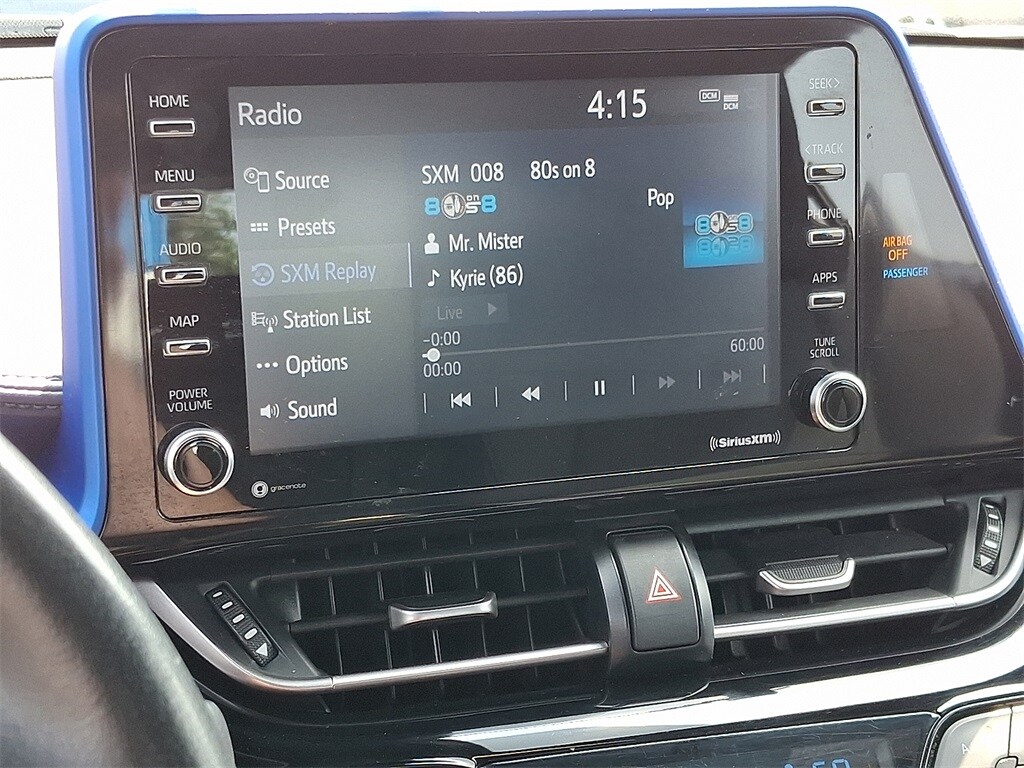 HOME
MENU
AUDIO
MAP
POWER
VOLUME
Radio
4:15
DCM
DCM
Source
Presets
SXM Replay
Station List
Options
Sound
SXM 008 80s on 8
8on8
Pop
Mr. Mister
Kyrie (86)
Live
-0:00
00:00
60:00
SEEK >
< TRACK
PHONE
APPS
TUNE
SCROLL
AIR BAG
OFF
PASSENGER
((SiriusXM))
gracenote